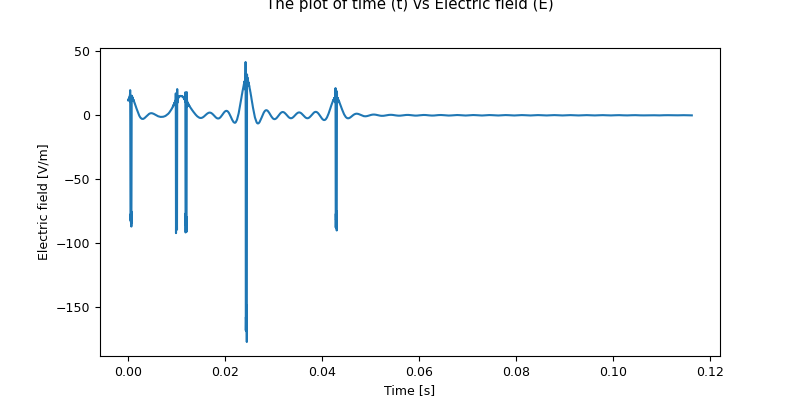 The plot of time (t) vs Electric field (E)
50
0
−50
−100
−150
Electric field [V/m]
0.00 0.02 0.04 0.06 0.08 0.10 0.12
Time [s]